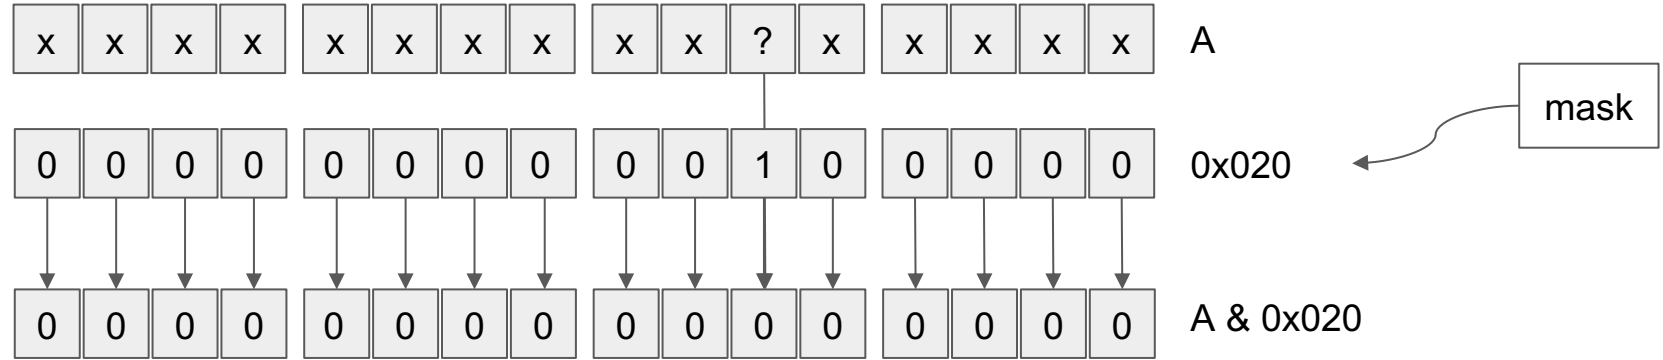 x x x x x x x x x x ? x x x x x A
mask
0 0 0 0 0 0 0 0 0 0 1 0 0 0 0 0 0x020
0 0 0 0 0 0 0 0 0 0 0 0 0 0 0 0 A & 0x020